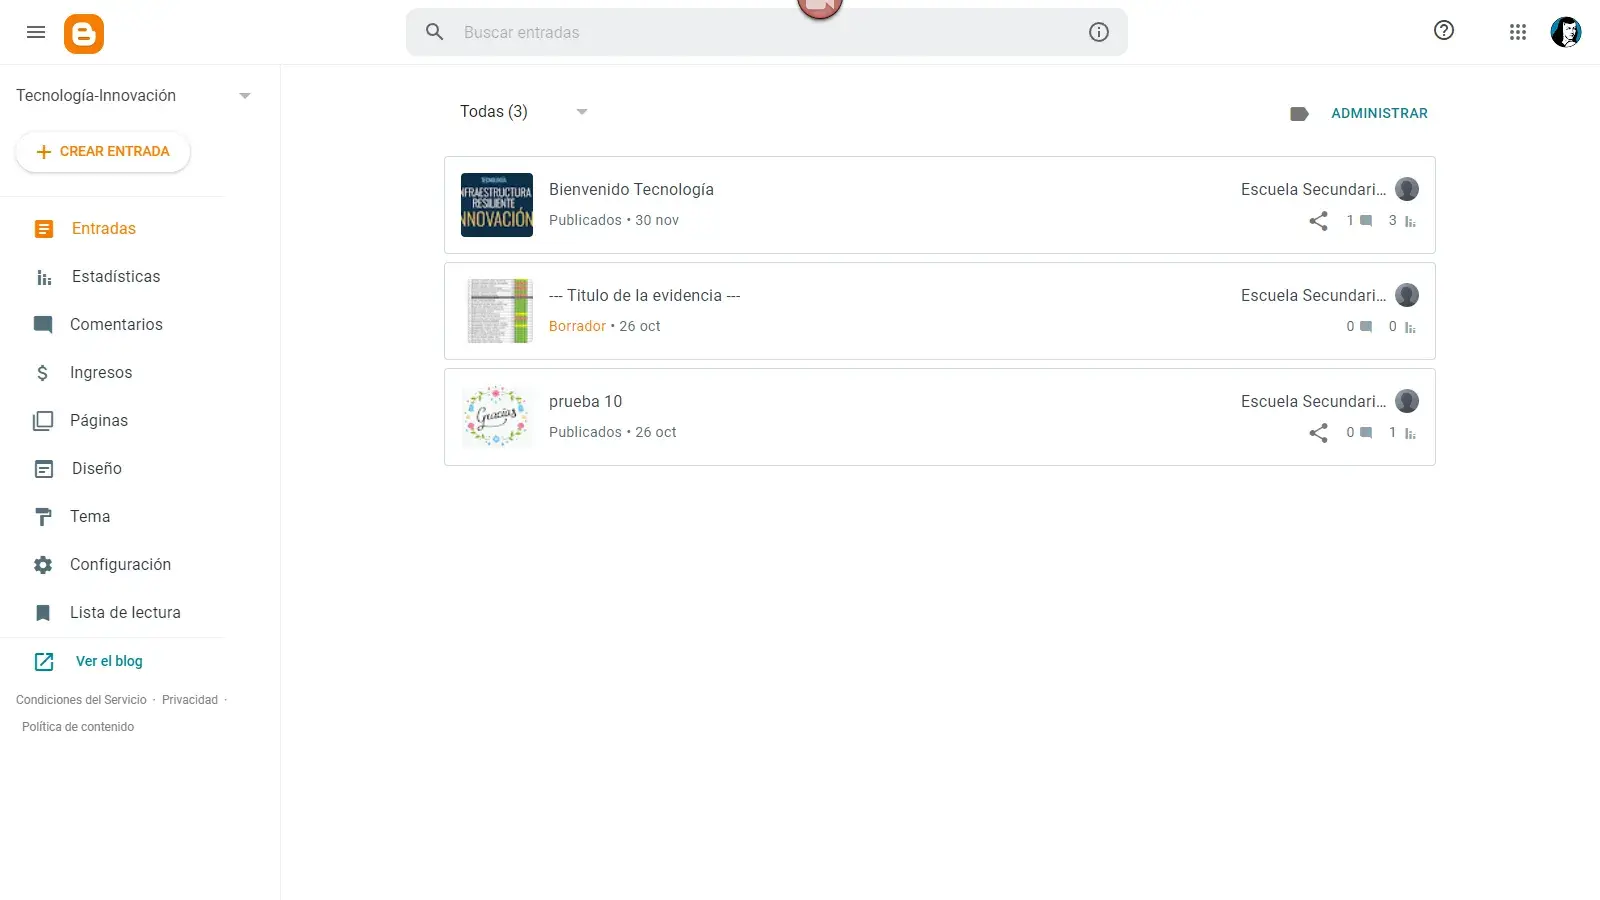 Buscar entradas
Tecnología-Innovación
CREAR ENTRADA
Entradas
Estadísticas
Comentarios
Ingresos
Páginas
Diseño
Tema
Configuración
Lista de lectura
Ver el blog
Condiciones del Servicio · Privacidad ·
Política de contenido
Todas (3)
ADMINISTRAR
TECNOLOGÍA
NFRAESTRUCTURA
RESILIENTE
NNOVACIÓN
Bienvenido Tecnología
Publicados • 30 nov
Escuela Secundari...
1 3
--- Titulo de la evidencia ---
Borrador • 26 oct
Escuela Secundari...
0 0
Gracias
prueba 10
Publicados • 26 oct
Escuela Secundari...
0 1